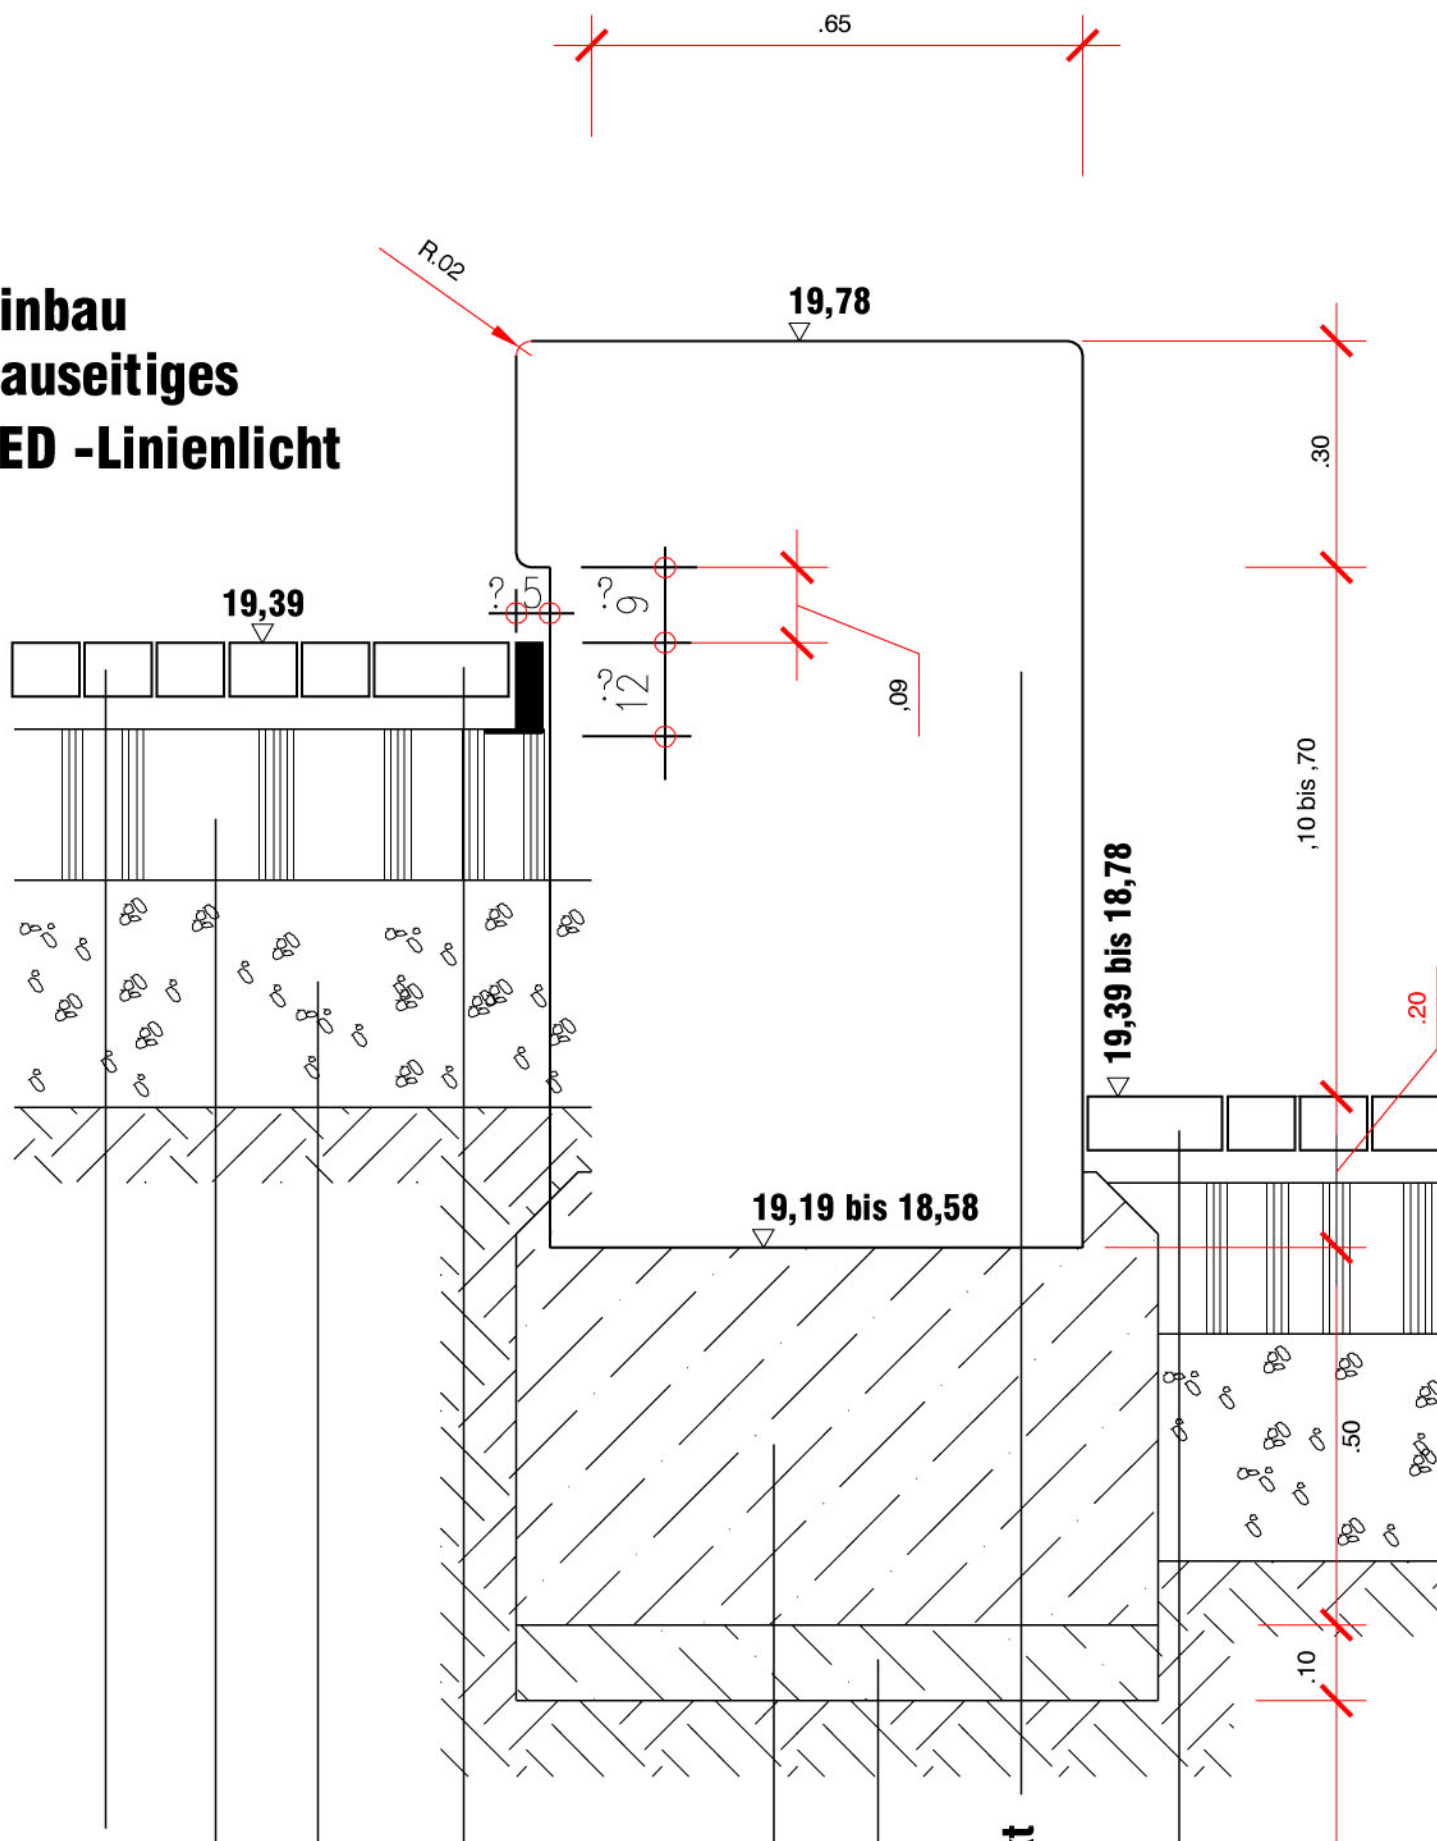 .65
R.02
19,78
inbau
auseitiges
ED -Linienlicht
.30
? 5
?
9
19,39
?
12
,09
,10 bis ,70
19,39 bis 18,78
.20
19,19 bis 18,58
.50
.10